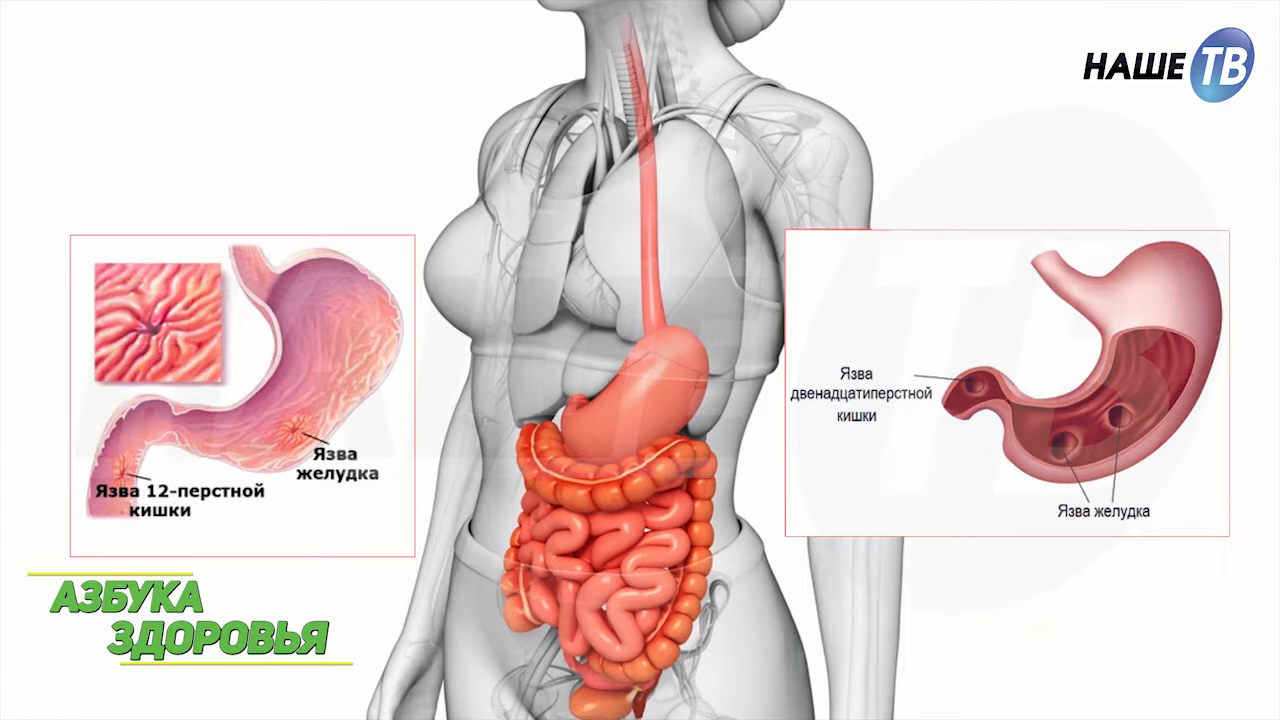 НАШЕ ТВ
Язва
желудка
Язва 12-перстной
кишки
Язва
двенадцатиперстной
кишки
Язва желудка
АЗБУКА
ЗДОРОВЬЯ